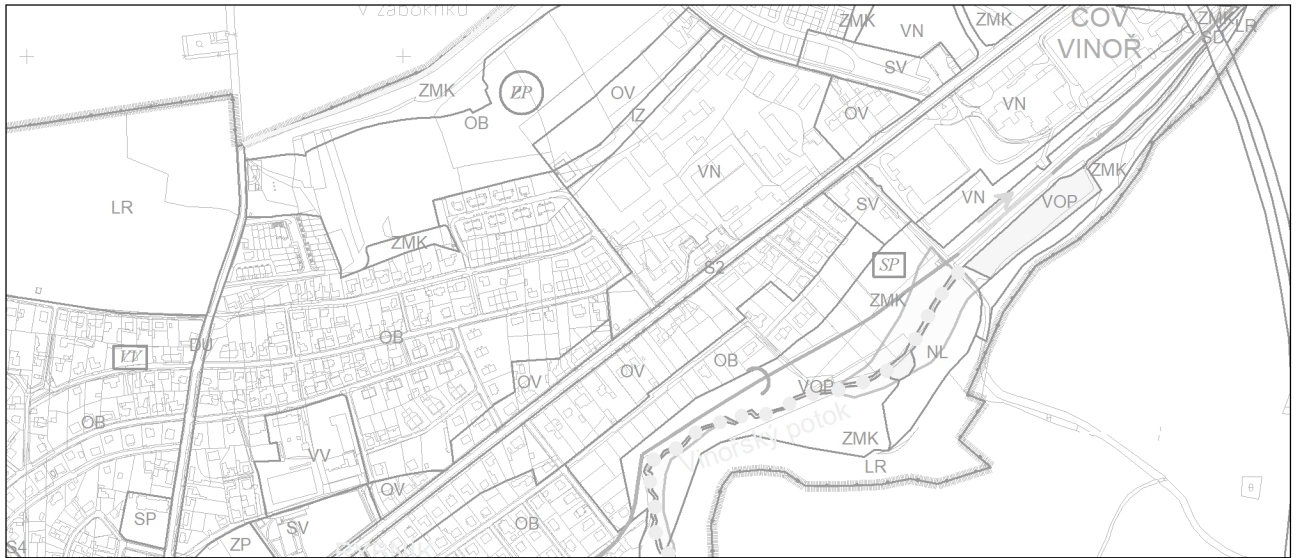 V Žabokřiku
ZMK
VN
ZMK
ČOV
VINOŘ
ZMK
LR
SD
SV
ZMK
OV
OB
IZ
OV
VN
VN
LR
ZMK
VOP
VN
SV
ZMK
S2
SP
ZMK
DU
OB
VV
NL
OB
OV
OV
VOP
OB
Vinořský potok
ZMK
VV
LR
OV
SP
SV
OB
ZP
S4